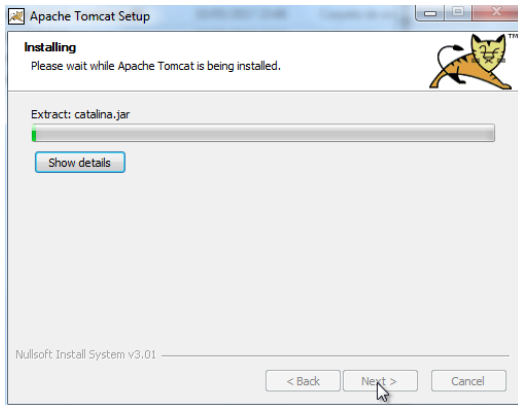 Apache Tomcat Setup
Installing
Please wait while Apache Tomcat is being installed.
TM
Extract: catalina.jar
Show details
Nullsoft Install System v3.01
< Back
Next >
Cancel